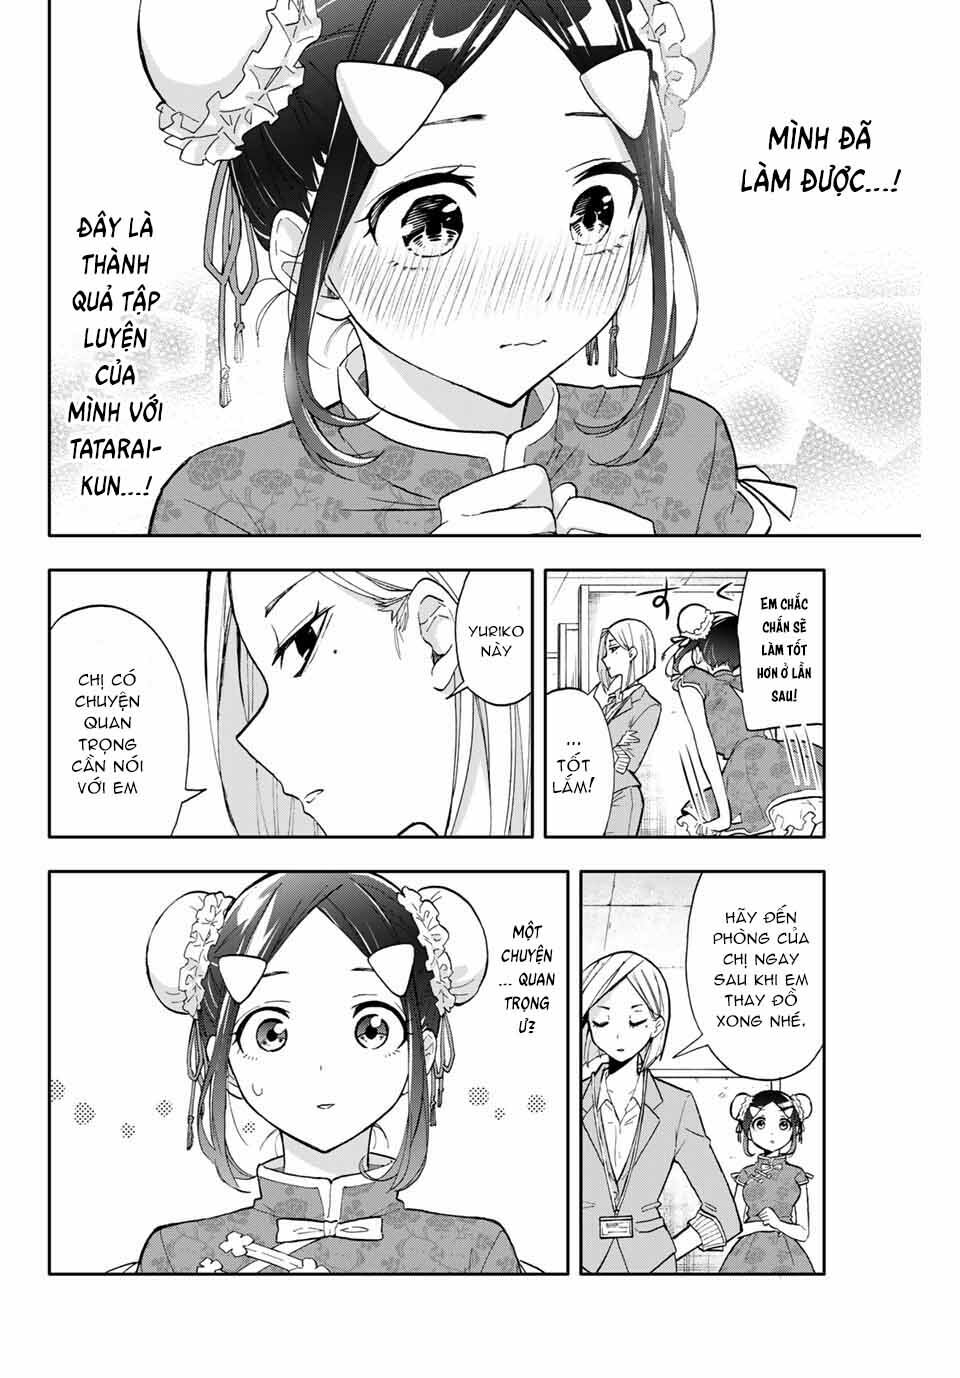 MÌNH ĐÃ
LÀM ĐƯỢC...!
ĐÂY LÀ
THÀNH
QUẢ TẬP
LUYỆN
CỦA
MÌNH VỚI
TATARAI-
KUN...!
EM CHẮC
CHẮN SẼ
LÀM TỐT
HƠN Ở LẦN
SAU!
すっ
...
TỐT
LẮM!
YURIKO
NÀY
CHỊ CÓ
CHUYỆN
QUAN
TRỌNG
CẦN NÓI
VỚI EM
HÃY ĐẾN
PHÒNG CỦA
CHỊ NGAY
SAU KHI EM
THAY ĐỒ
XONG NHÉ.
MỘT
CHUYỆN
... QUAN
TRỌNG
Ư?